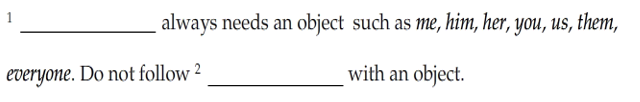 1 ______________ always needs an object such as me, him, her, you, us, them,
everyone. Do not follow 2 ______________ with an object.